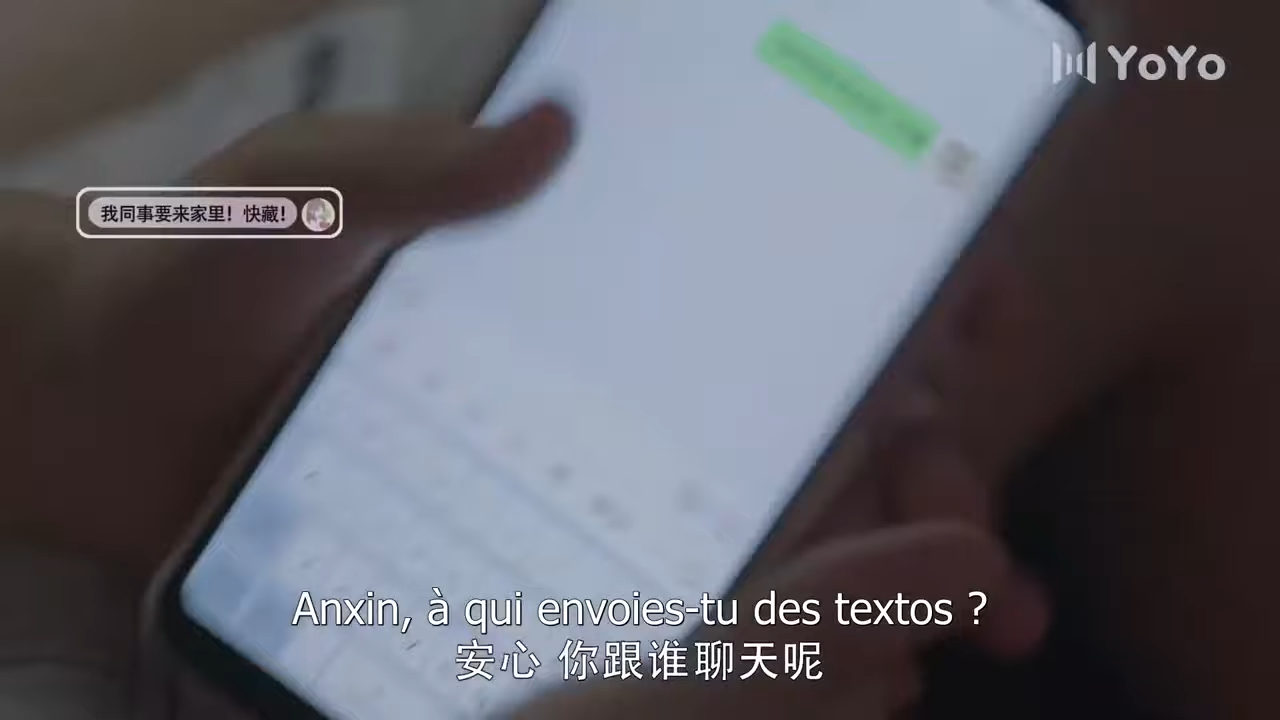 YoYo
我同事要来家里！快藏！
Anxin, à qui envoies-tu des textos ?
安心 你跟谁聊天呢